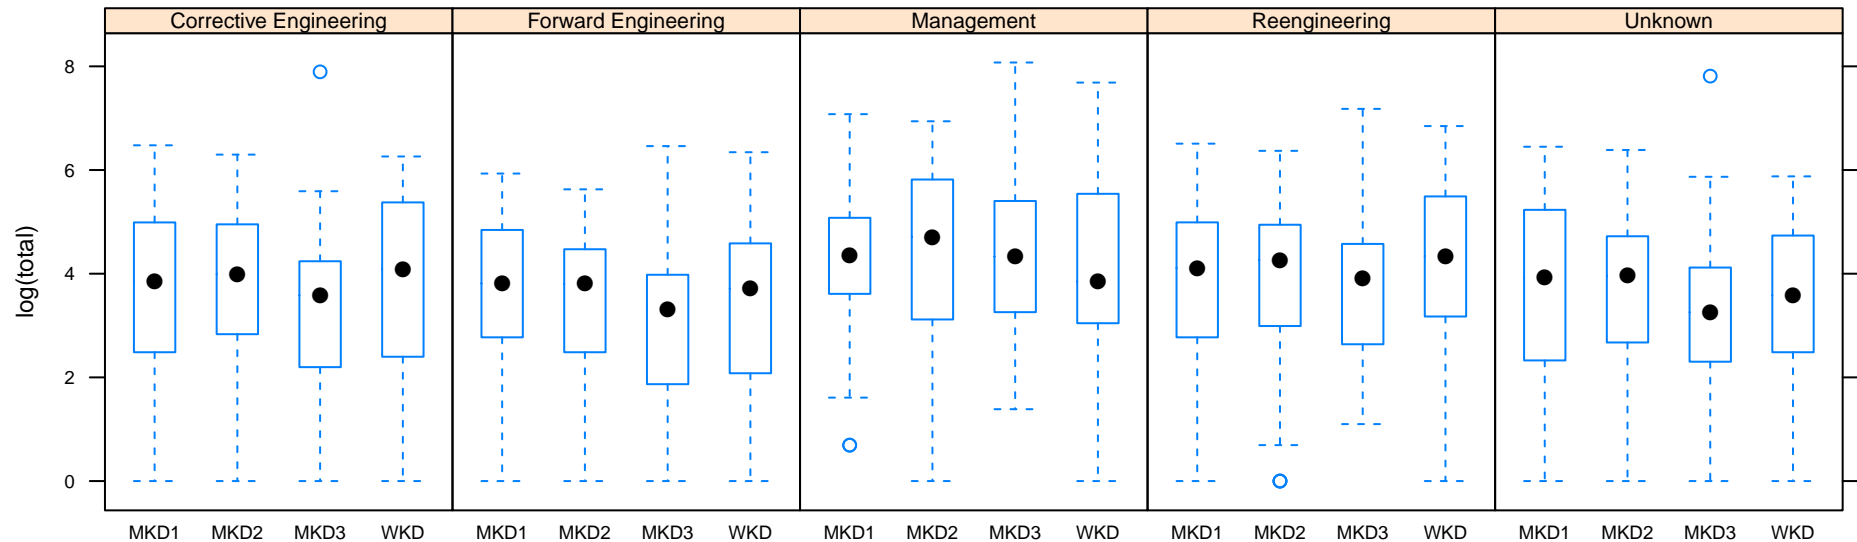 Corrective Engineering Forward Engineering Management Reengineering Unknown
8
6
4
2
0
log(total)
MKD1 MKD2 MKD3 WKD MKD1 MKD2 MKD3 WKD MKD1 MKD2 MKD3 WKD MKD1 MKD2 MKD3 WKD MKD1 MKD2 MKD3 WKD